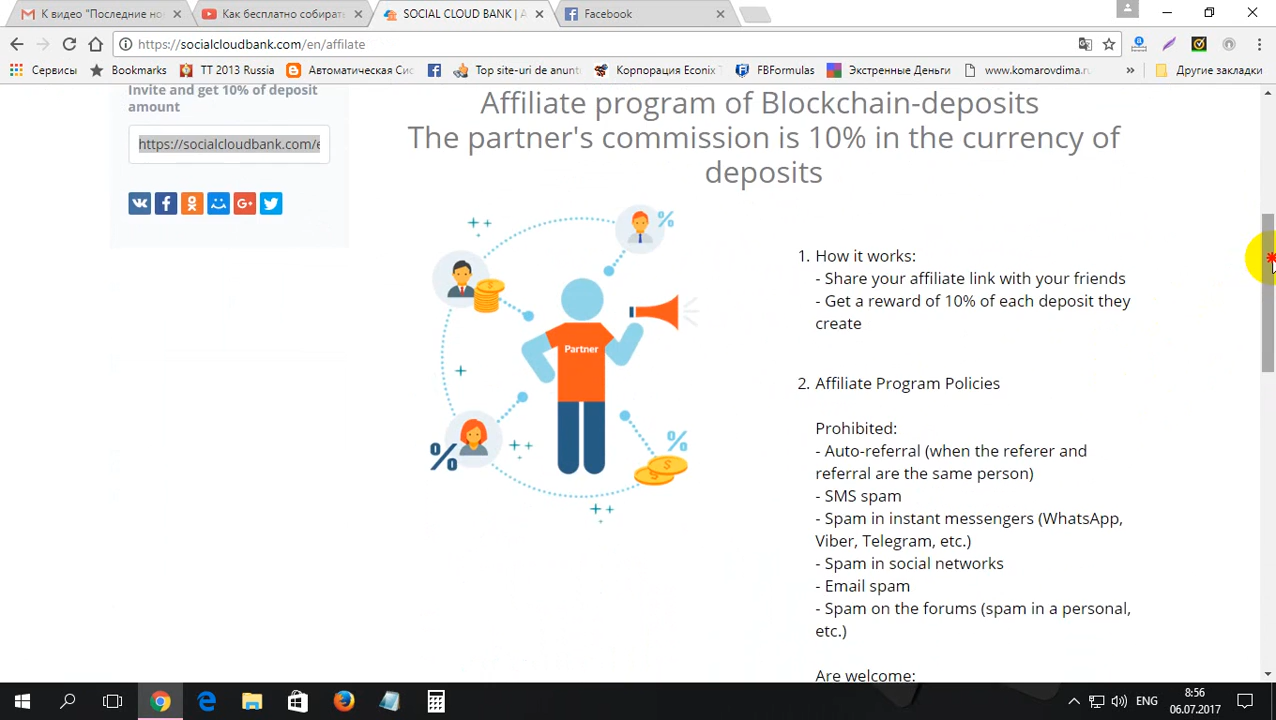 К видео "Последние но
Как бесплатно собират
SOCIAL CLOUD BANK | A
Facebook
https://socialcloudbank.com/en/affilate
Сервисы
Bookmarks
TT 2013 Russia
Автоматическая Сис
Top site-uri de anunt
Корпорация Econix
FBFormulas
Экстренные Деньги
www.komarovdima.ru
»
Другие закладки
Invite and get 10% of deposit
amount
https://socialcloudbank.com/e
Affiliate program of Blockchain-deposits
The partner's commission is 10% in the currency of
deposits
Partner
1. How it works:
- Share your affiliate link with your friends
- Get a reward of 10% of each deposit they
create
2. Affiliate Program Policies
Prohibited:
- Auto-referral (when the referer and
referral are the same person)
- SMS spam
- Spam in instant messengers (WhatsApp,
Viber, Telegram, etc.)
- Spam in social networks
- Email spam
- Spam on the forums (spam in a personal,
etc.)
Are welcome:
ENG
8:56
06.07.2017